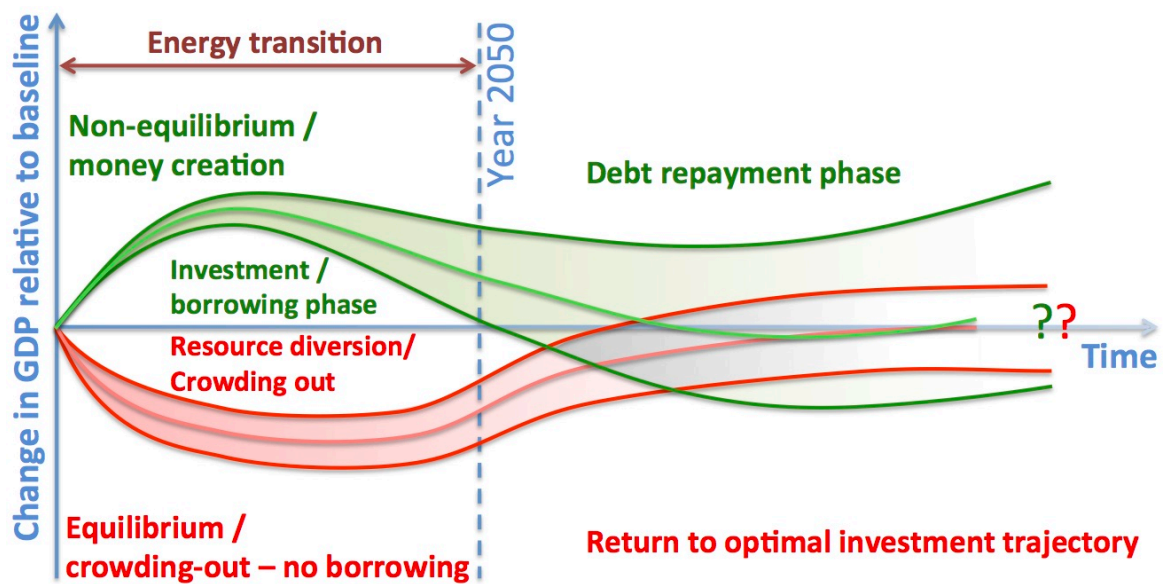 Change in GDP relative to baseline
Energy transition
Year 2050
Non-equilibrium /
money creation
Debt repayment phase
Investment /
borrowing phase
Resource diversion/
Crowding out
??
Time
Equilibrium /
crowding-out – no borrowing
Return to optimal investment trajectory